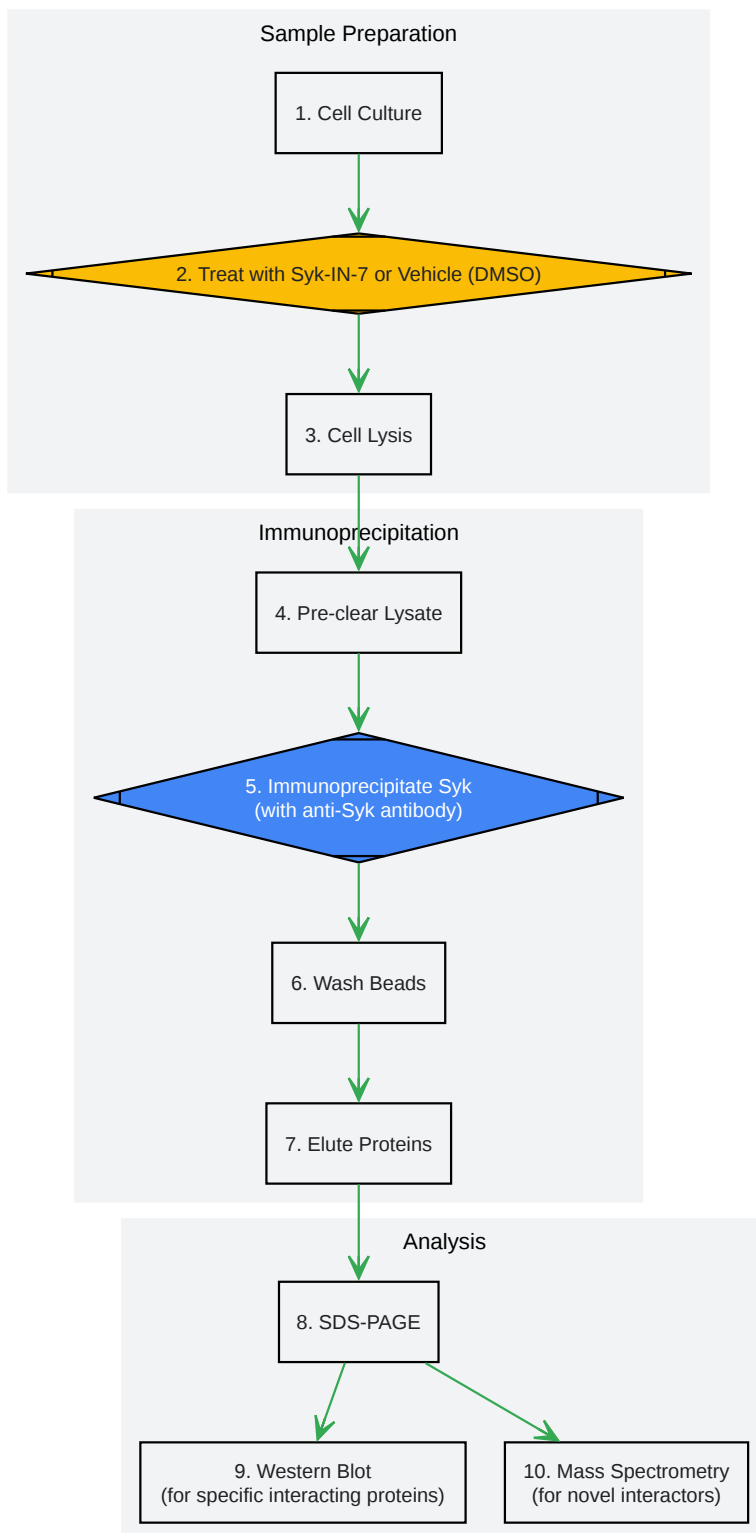 Sample Preparation
1. Cell Culture
2. Treat with Syk-IN-7 or Vehicle (DMSO)
3. Cell Lysis
Immunoprecipitation
4. Pre-clear Lysate
5. Immunoprecipitate Syk
(with anti-Syk antibody)
6. Wash Beads
7. Elute Proteins
Analysis
8. SDS-PAGE
9. Western Blot
(for specific interacting proteins)
10. Mass Spectrometry
(for novel interactors)